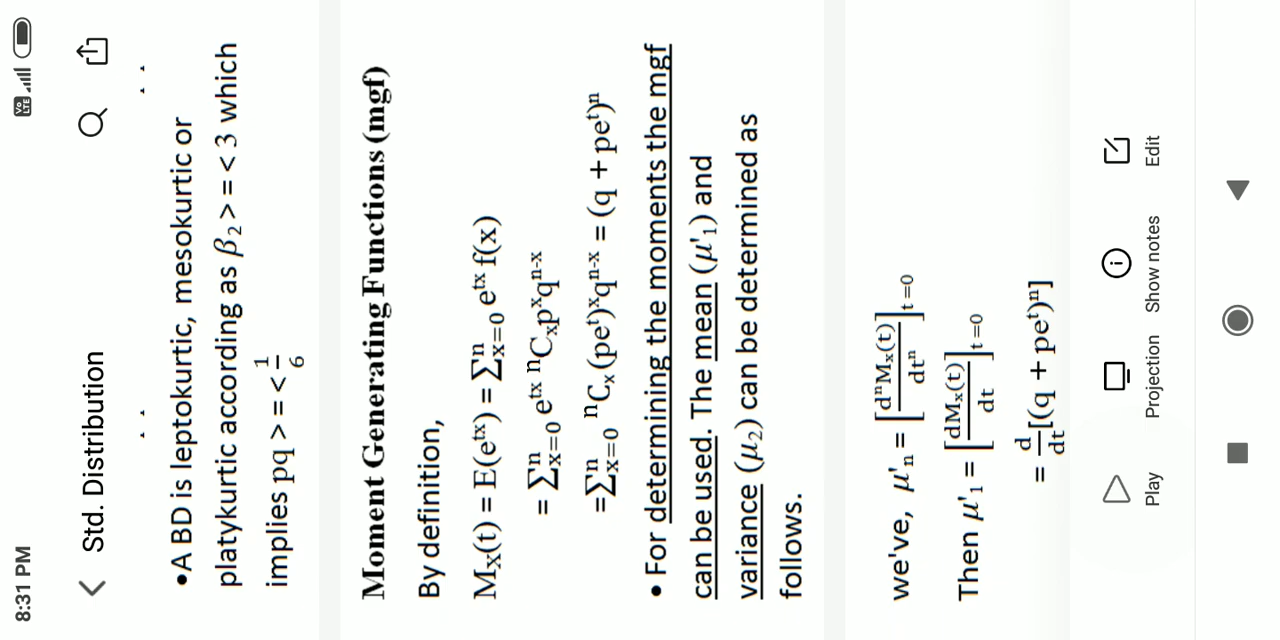 8:31 PM
Vo LTE
Std. Distribution
•A BD is leptokurtic, mesokurtic or
platykurtic according as β₂ > = < 3 which
implies pq > = < 1/6
Moment Generating Functions (mgf)
By definition,
Mₓ(t) = E(eᵗˣ) = ∑ⁿₓ₌₀ eᵗˣ f(x)
= ∑ⁿₓ₌₀ eᵗˣ ⁿCₓpˣqⁿ⁻ˣ
=∑ⁿₓ₌₀ ⁿCₓ (peᵗ)ˣqⁿ⁻ˣ = (q + peᵗ)ⁿ
• For determining the moments the mgf
can be used. The mean (μ'₁) and
variance (μ₂) can be determined as
follows.
we've, μ'ₙ = [dⁿMₓ(t)/dtⁿ]ₜ₌₀
Then μ'₁ = [dMₓ(t)/dt]ₜ₌₀
= d/dt[(q + peᵗ)ⁿ]
Play
Projection
Show notes
Edit